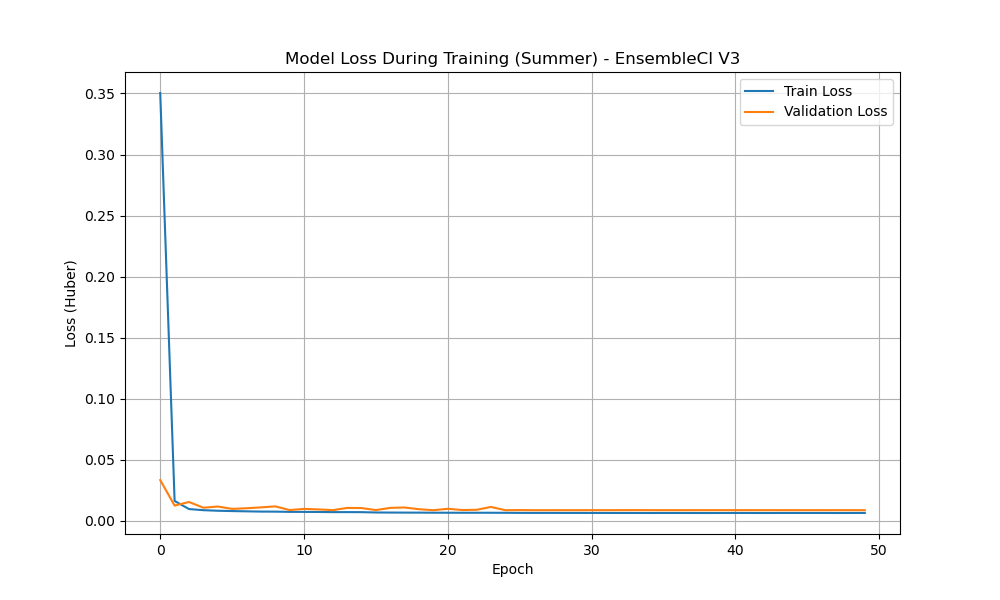 Model Loss During Training (Summer) - EnsembleCI V3
Train Loss
Validation Loss
Loss (Huber)
0.35
0.30
0.25
0.20
0.15
0.10
0.05
0.00
0 10 20 30 40 50
Epoch